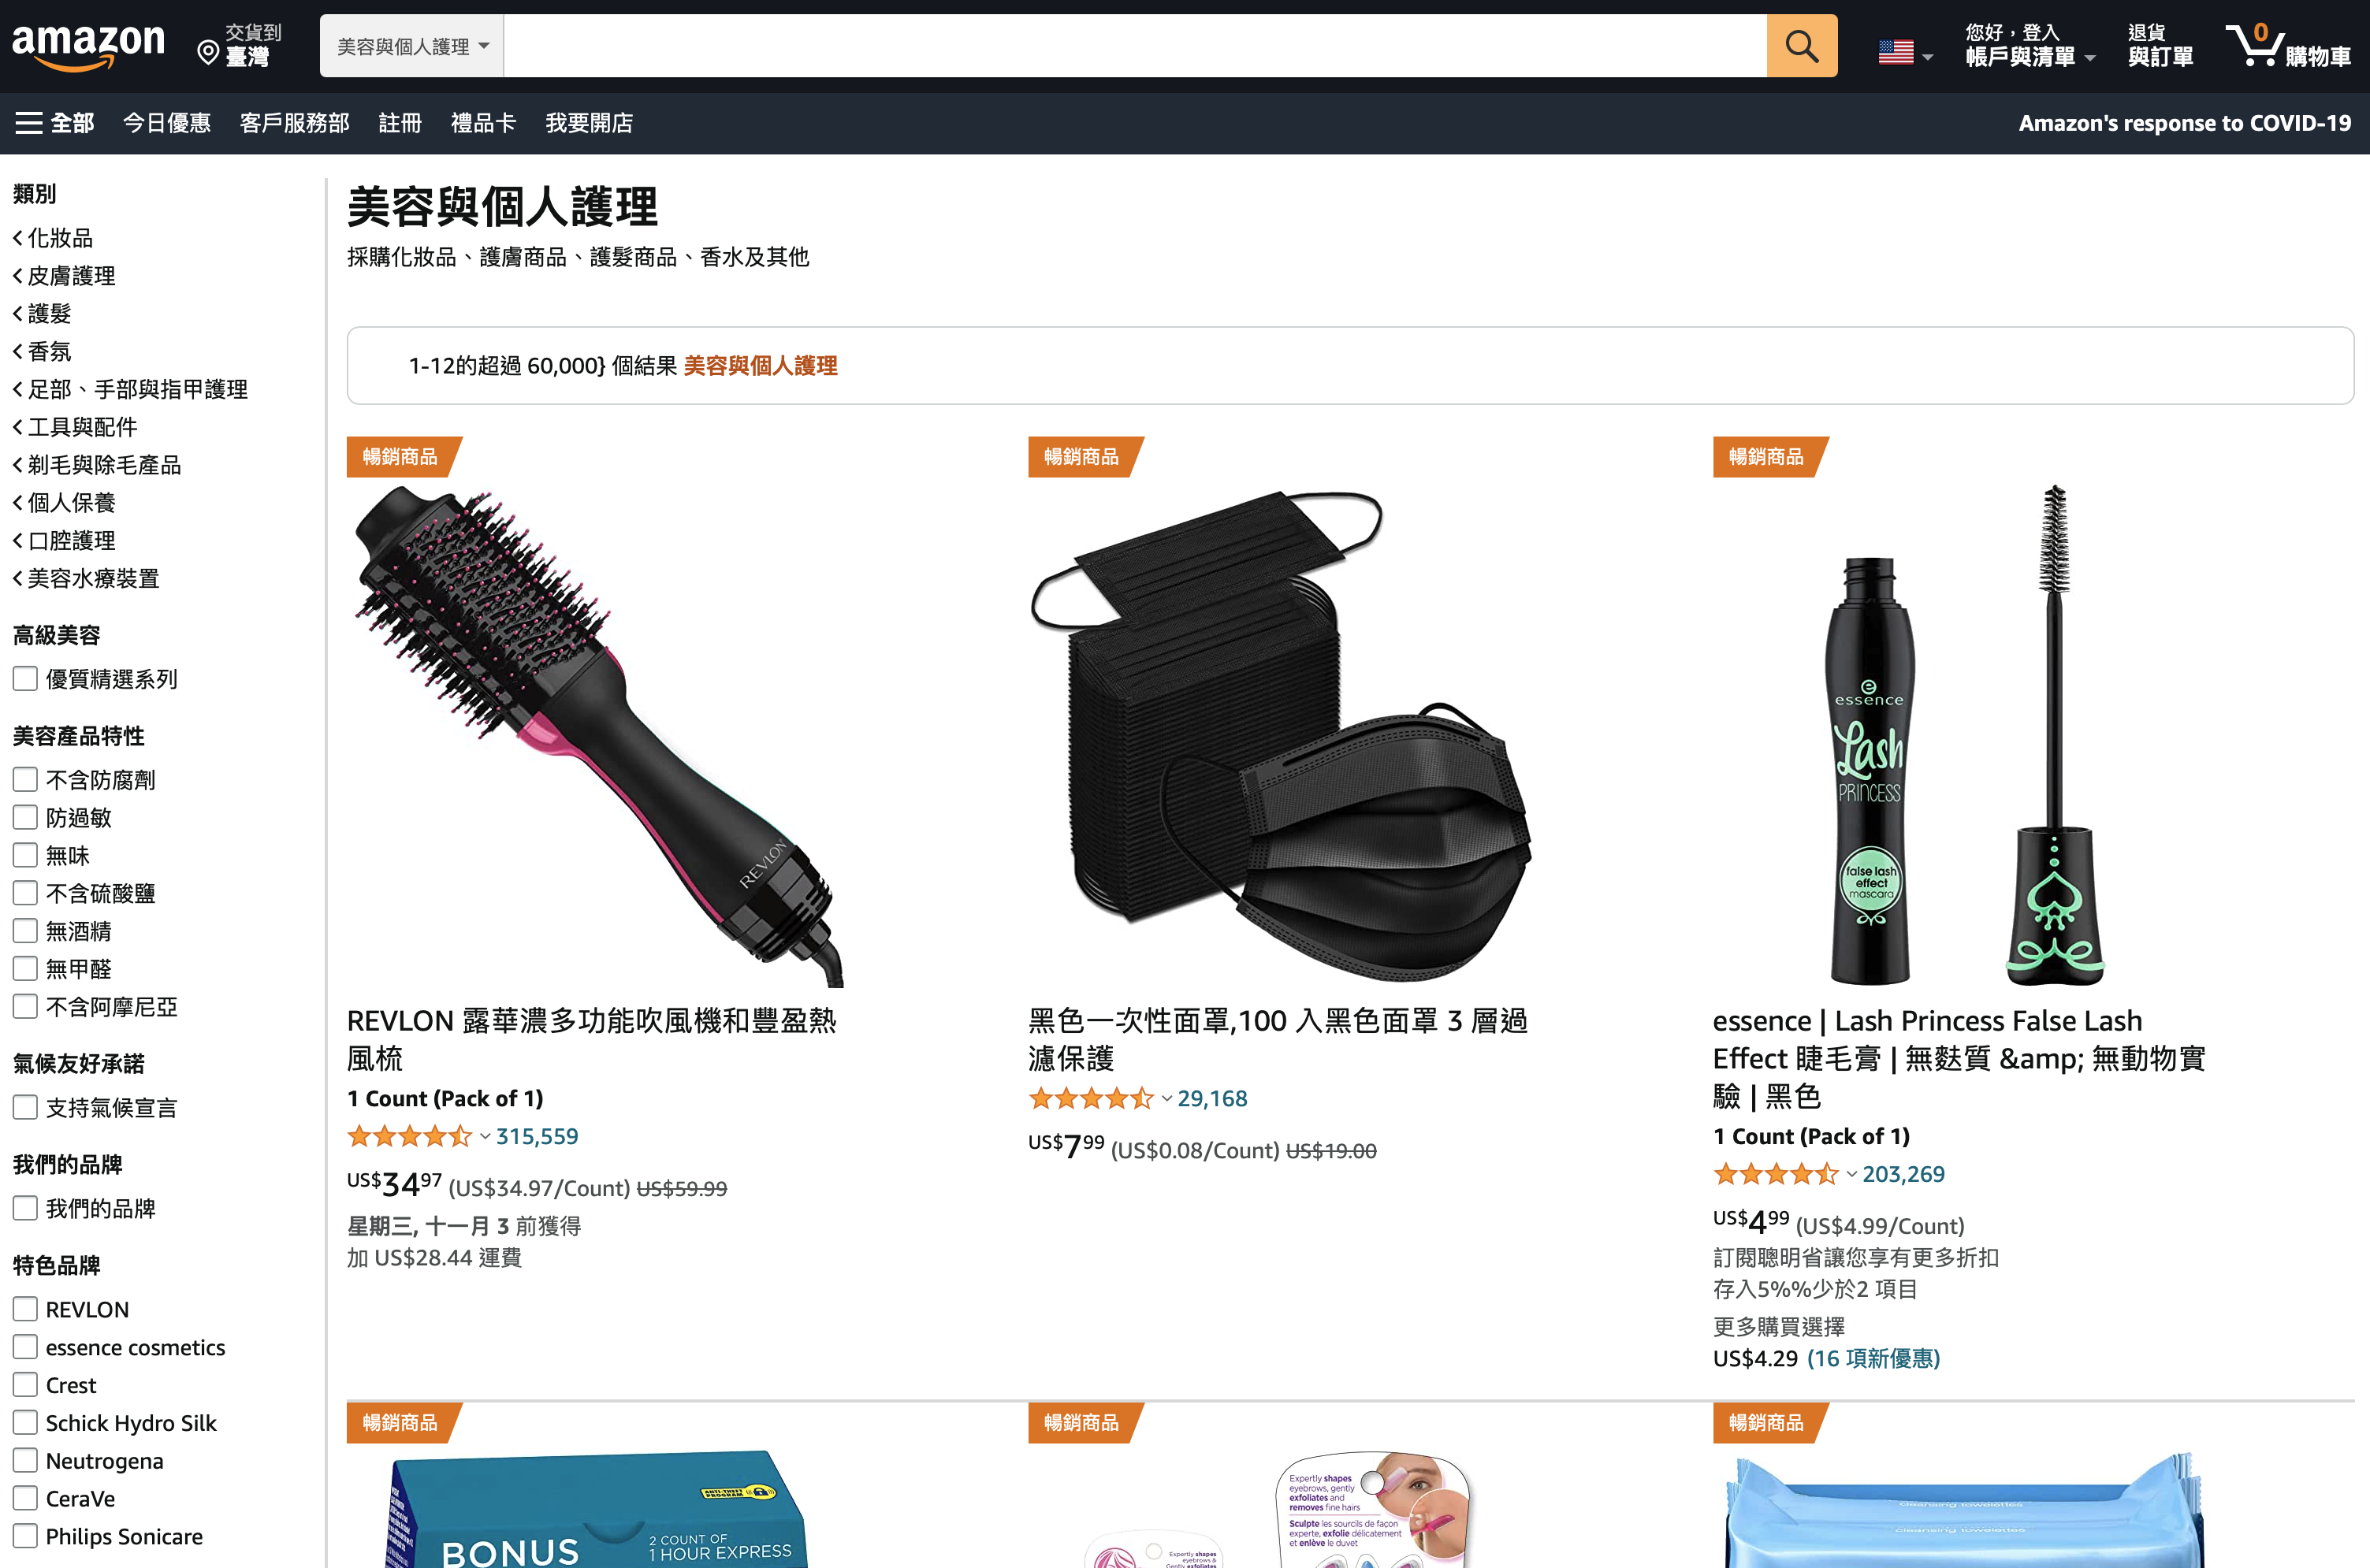 amazon
交貨到
臺灣
美容與個人護理
您好，登入
帳戶與清單
退貨
與訂單
0
購物車
全部
今日優惠
客戶服務部
註冊
禮品卡
我要開店
Amazon's response to COVID-19
類別
化妝品
皮膚護理
護髮
香氛
足部、手部與指甲護理
工具與配件
剃毛與除毛產品
個人保養
口腔護理
美容水療裝置
高級美容
優質精選系列
美容產品特性
不含防腐劑
防過敏
無味
不含硫酸鹽
無酒精
無甲醛
不含阿摩尼亞
氣候友好承諾
支持氣候宣言
我們的品牌
我們的品牌
特色品牌
REVLON
essence cosmetics
Crest
Schick Hydro Silk
Neutrogena
CeraVe
Philips Sonicare
美容與個人護理
採購化妝品、護膚商品、護髮商品、香水及其他
1-12的超過 60,000} 個結果 美容與個人護理
暢銷商品
REVLON
REVLON 露華濃多功能吹風機和豐盈熱
風梳
1 Count (Pack of 1)
315,559
US$34.97 (US$34.97/Count) US$59.99
星期三, 十一月 3 前獲得
加 US$28.44 運費
暢銷商品
黑色一次性面罩,100 入黑色面罩 3 層過
濾保護
29,168
US$7.99 (US$0.08/Count) US$19.00
暢銷商品
essence
Lash
PRINCESS
false lash
effect
mascara
essence | Lash Princess False Lash
Effect 睫毛膏 | 無麩質 &amp; 無動物實
驗 | 黑色
1 Count (Pack of 1)
203,269
US$4.99 (US$4.99/Count)
訂閱聰明省讓您享有更多折扣
存入5%%少於2 項目
更多購買選擇
US$4.29 (16 項新優惠)
暢銷商品
ANTI-THEFT
PROGRAM
BONUS
2 COUNT OF
1 HOUR EXPRESS
暢銷商品
Expertly shapes
eyebrows, gently
exfoliates and
removes fine hairs
Sculpte les sourcils de façon
experte, exfolie délicatement
et enlève le duvet
Expertly shapes
eyebrows &
Gently exfoliates
暢銷商品
cleansing towelettes
cleansing towelettes